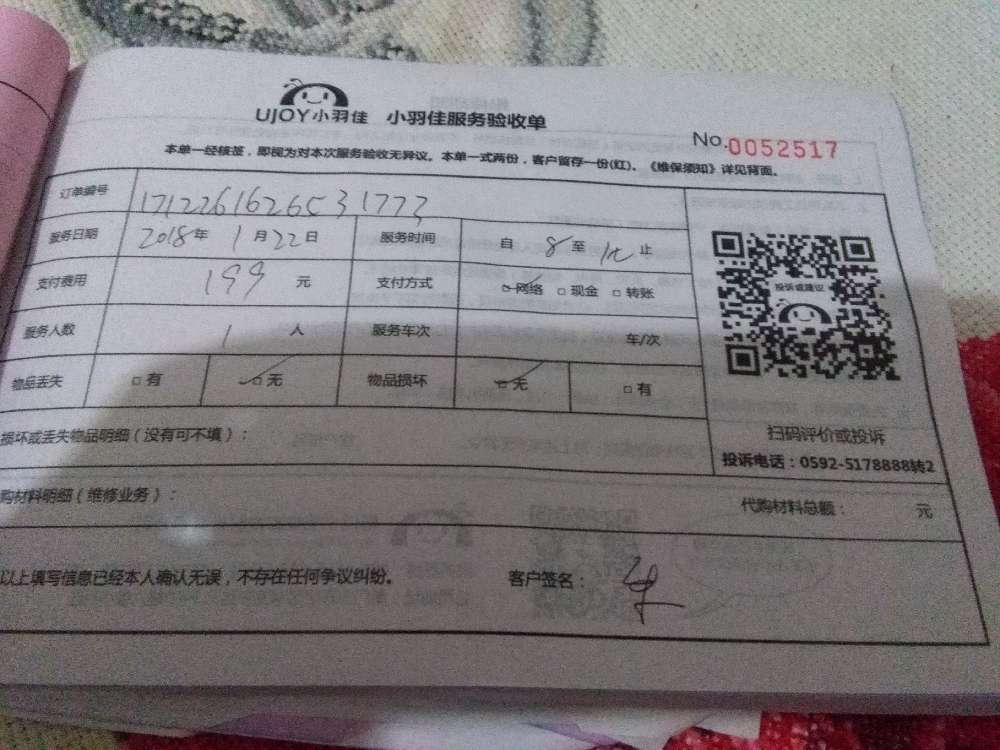 UJOY小羽佳 小羽佳服务验收单
No.0052517
本单一经核签，即视为对本次服务验收无异议。本单一式两份，客户留存一份(红)。《维保须知》详见背面。
订单编号 1712261626531773
服务日期 2018年 1月22日 服务时间 自 8至 12 止
支付费用 199 元 支付方式 网络 现金 转账
服务人数 1 人 服务车次 车/次
物品丢失 有 无 物品损坏 无 有
投诉或建议
扫码评价或投诉
投诉电话：0592-5178888转2
损坏或丢失物品明细（没有可不填）：
购材料明细（维修业务）： 代购材料总额： 元
以上填写信息已经本人确认无误，不存在任何争议纠纷。 客户签名：